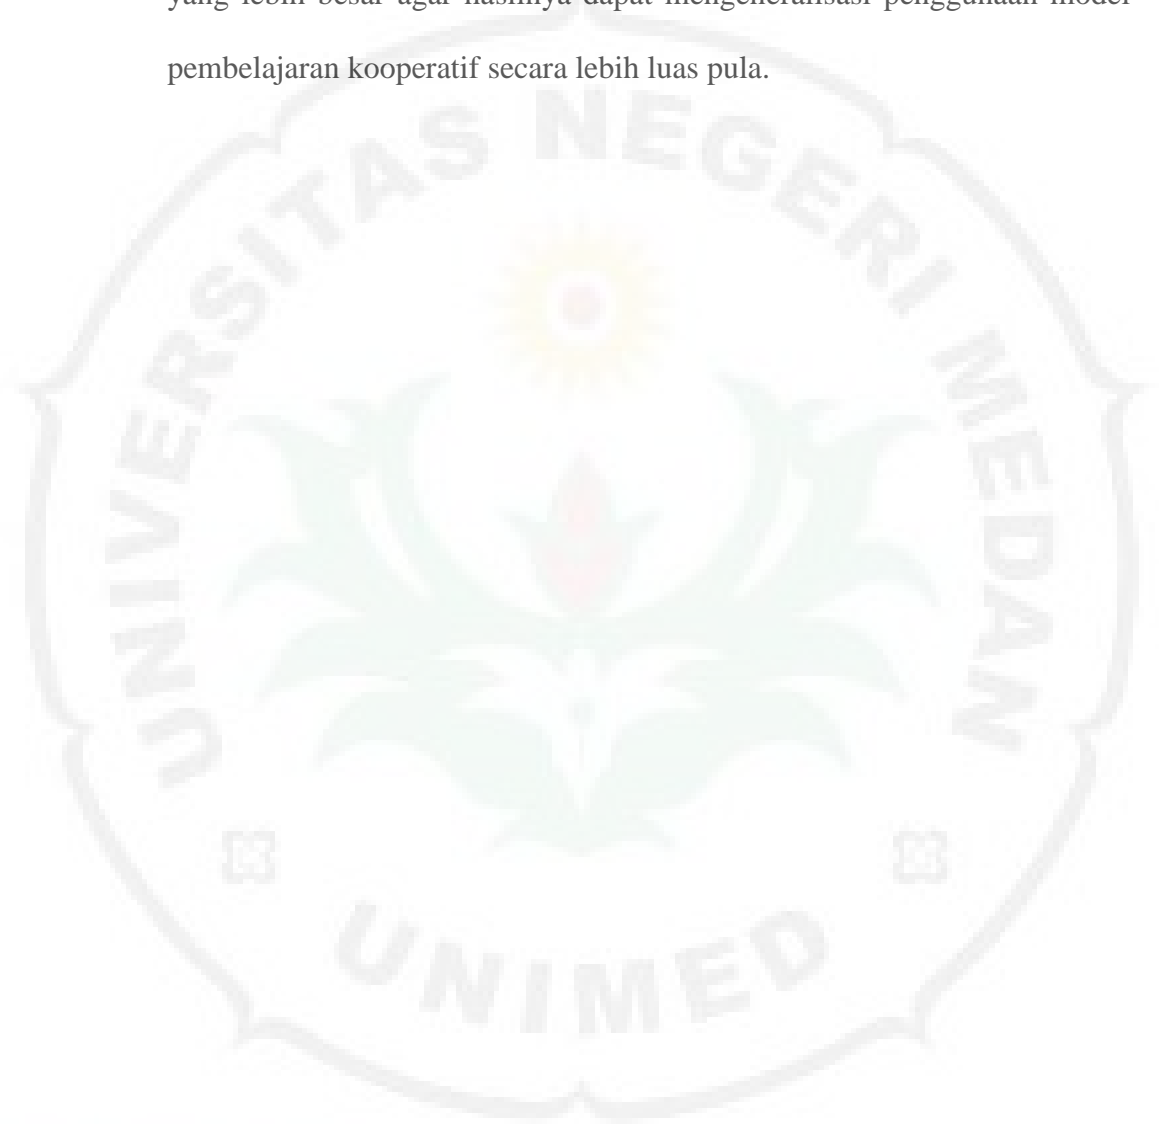 yang lebih besar agar hasilnya dapat mengeneralisasi penggunaan model
pembelajaran kooperatif secara lebih luas pula.
UNIVERSITAS NEGERI MEDAN
UNIMED